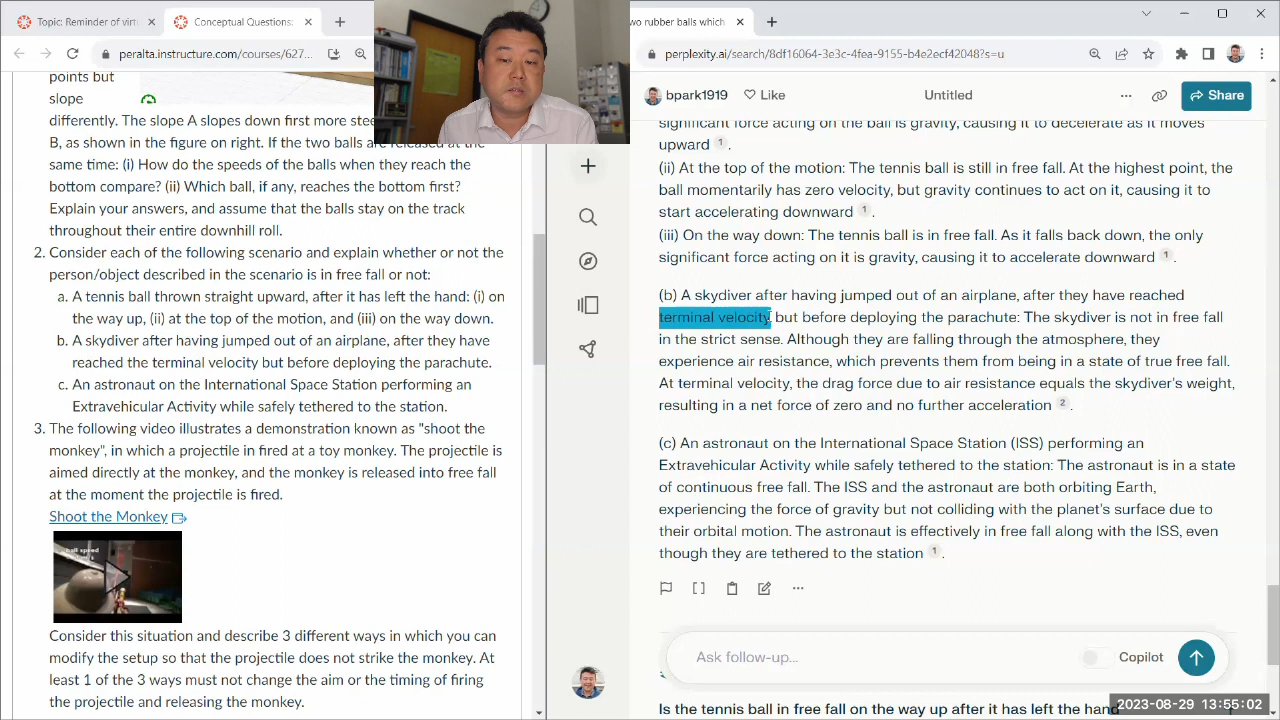 Topic: Reminder of virt
Conceptual Questions:
wo rubber balls which
peralta.instructure.com/courses/627...
perplexity.ai/search/8df16064-3e3c-4fea-9155-b4e2ecf42048?s=u
points but
slope
differently. The slope A slopes down first more stee
B, as shown in the figure on right. If the two balls are released at the
same time: (i) How do the speeds of the balls when they reach the
bottom compare? (ii) Which ball, if any, reaches the bottom first?
Explain your answers, and assume that the balls stay on the track
throughout their entire downhill roll.
2. Consider each of the following scenario and explain whether or not the
person/object described in the scenario is in free fall or not:
a. A tennis ball thrown straight upward, after it has left the hand: (i) on
the way up, (ii) at the top of the motion, and (iii) on the way down.
b. A skydiver after having jumped out of an airplane, after they have
reached the terminal velocity but before deploying the parachute.
c. An astronaut on the International Space Station performing an
Extravehicular Activity while safely tethered to the station.
3. The following video illustrates a demonstration known as "shoot the
monkey", in which a projectile in fired at a toy monkey. The projectile is
aimed directly at the monkey, and the monkey is released into free fall
at the moment the projectile is fired.
Shoot the Monkey
ball speed
Consider this situation and describe 3 different ways in which you can
modify the setup so that the projectile does not strike the monkey. At
least 1 of the 3 ways must not change the aim or the timing of firing
the projectile and releasing the monkey.
bpark1919
Like
Untitled
Share
significant force acting on the ball is gravity, causing it to decelerate as it moves
upward 1.
(ii) At the top of the motion: The tennis ball is still in free fall. At the highest point, the
ball momentarily has zero velocity, but gravity continues to act on it, causing it to
start accelerating downward 1.
(iii) On the way down: The tennis ball is in free fall. As it falls back down, the only
significant force acting on it is gravity, causing it to accelerate downward 1.
(b) A skydiver after having jumped out of an airplane, after they have reached
terminal velocity but before deploying the parachute: The skydiver is not in free fall
in the strict sense. Although they are falling through the atmosphere, they
experience air resistance, which prevents them from being in a state of true free fall.
At terminal velocity, the drag force due to air resistance equals the skydiver's weight,
resulting in a net force of zero and no further acceleration 2.
(c) An astronaut on the International Space Station (ISS) performing an
Extravehicular Activity while safely tethered to the station: The astronaut is in a state
of continuous free fall. The ISS and the astronaut are both orbiting Earth,
experiencing the force of gravity but not colliding with the planet's surface due to
their orbital motion. The astronaut is effectively in free fall along with the ISS, even
though they are tethered to the station 1.
Ask follow-up...
Copilot
Is the tennis ball in free fall on the way up after it has left the hand
2023-08-29 13:55:02